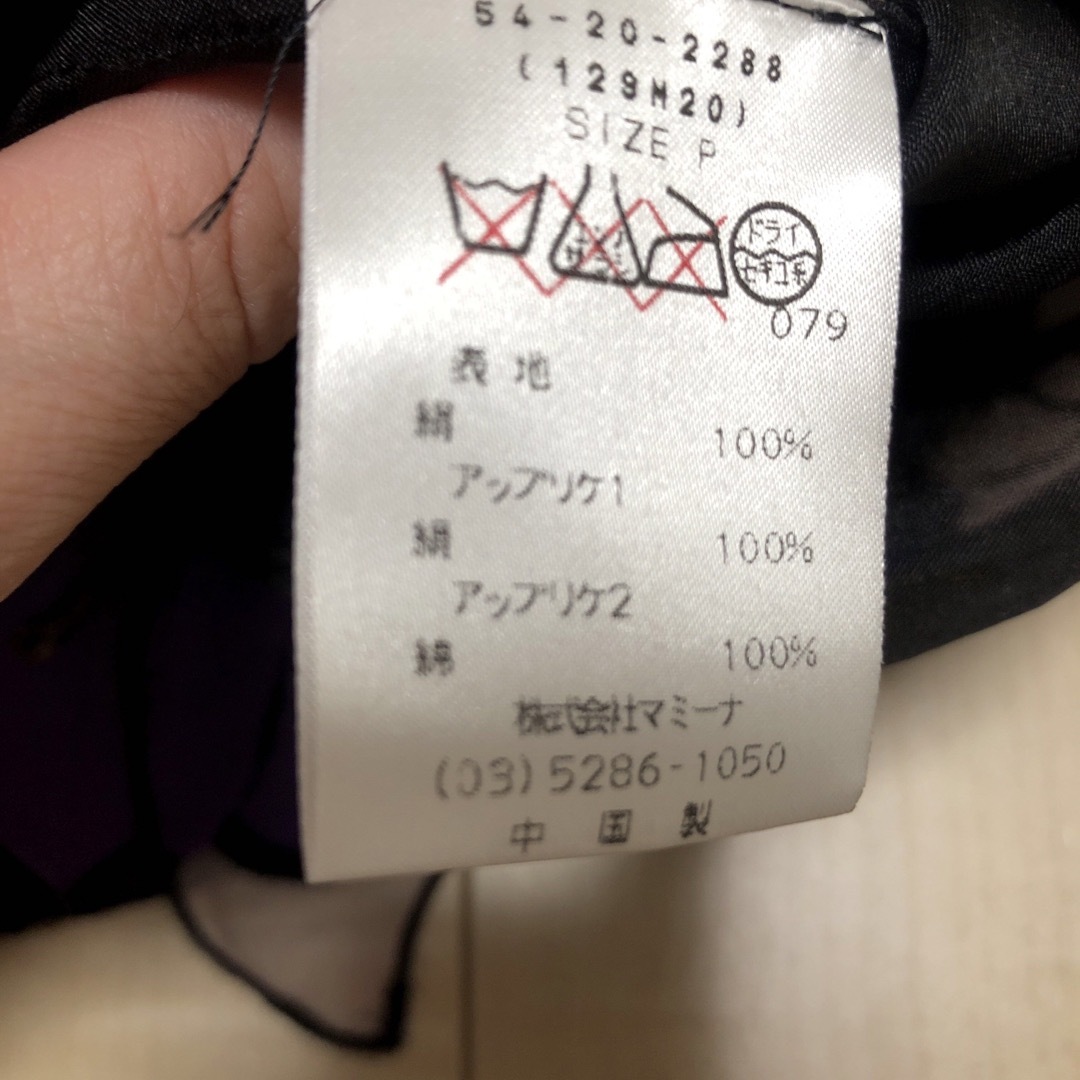 54-20-2288
(129M20)
SIZE P
ドライ
セキユ系
079
表地
絹 100%
アップリケ1
絹 100%
アップリケ2
綿 100%
株式会社マミーナ
(03)5286-1050
中国製